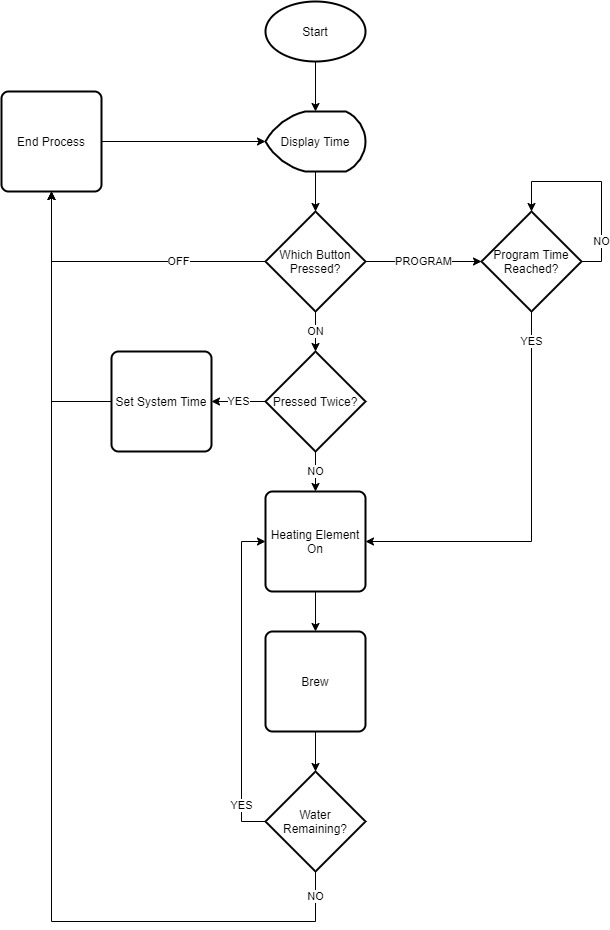 Start
End Process
Display Time
Which Button
Pressed?
OFF
PROGRAM
Program Time
Reached?
NO
ON
YES
Set System Time
YES
Pressed Twice?
NO
Heating Element
On
Brew
YES
Water
Remaining?
NO